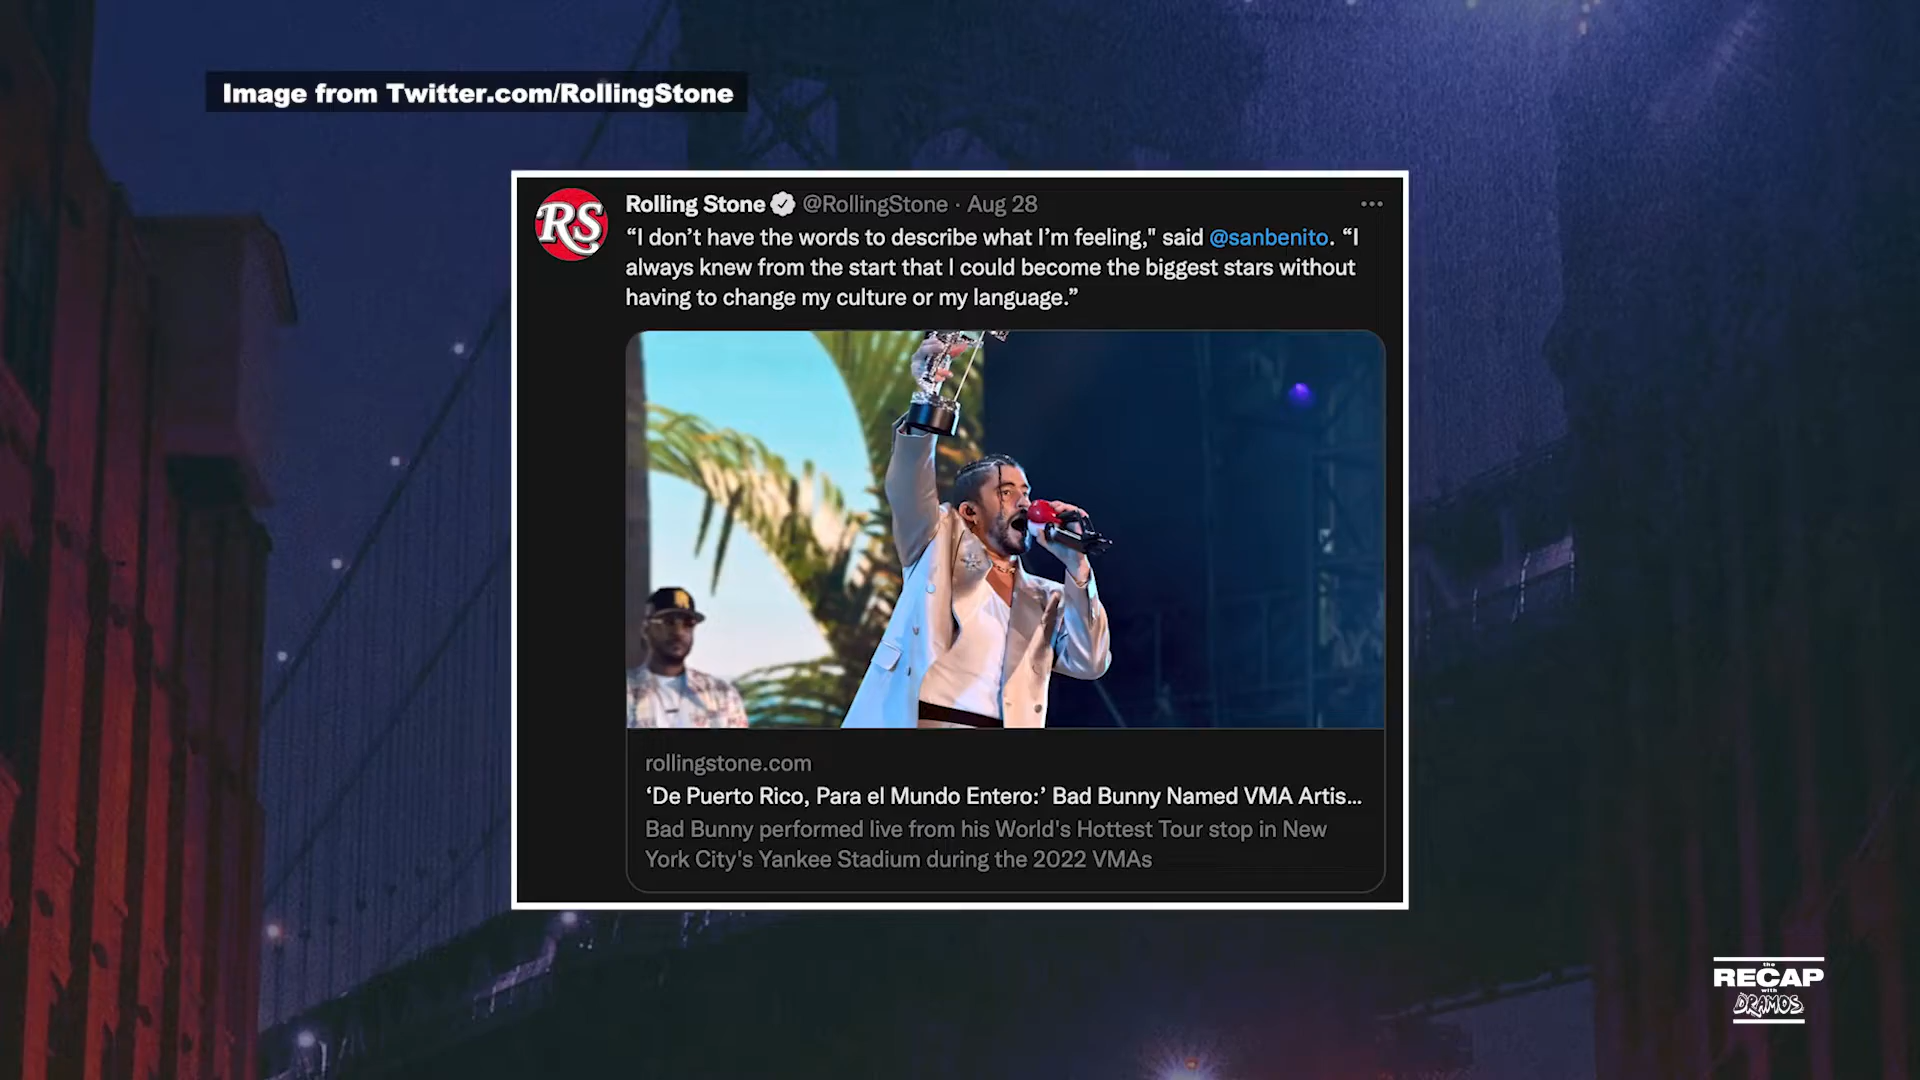 Image from Twitter.com/RollingStone
RS
Rolling Stone @RollingStone · Aug 28
“I don’t have the words to describe what I’m feeling," said @sanbenito. “I
always knew from the start that I could become the biggest stars without
having to change my culture or my language.”
rollingstone.com
‘De Puerto Rico, Para el Mundo Entero:’ Bad Bunny Named VMA Artis...
Bad Bunny performed live from his World's Hottest Tour stop in New
York City's Yankee Stadium during the 2022 VMAs
the
RECAP
with
DRAMOS